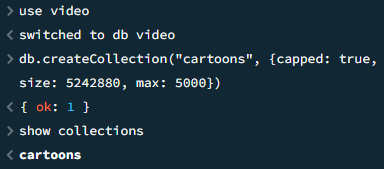 > use video
< switched to db video
> db.createCollection("cartoons", {capped: true,
size: 5242880, max: 5000})
< { ok: 1 }
> show collections
< cartoons